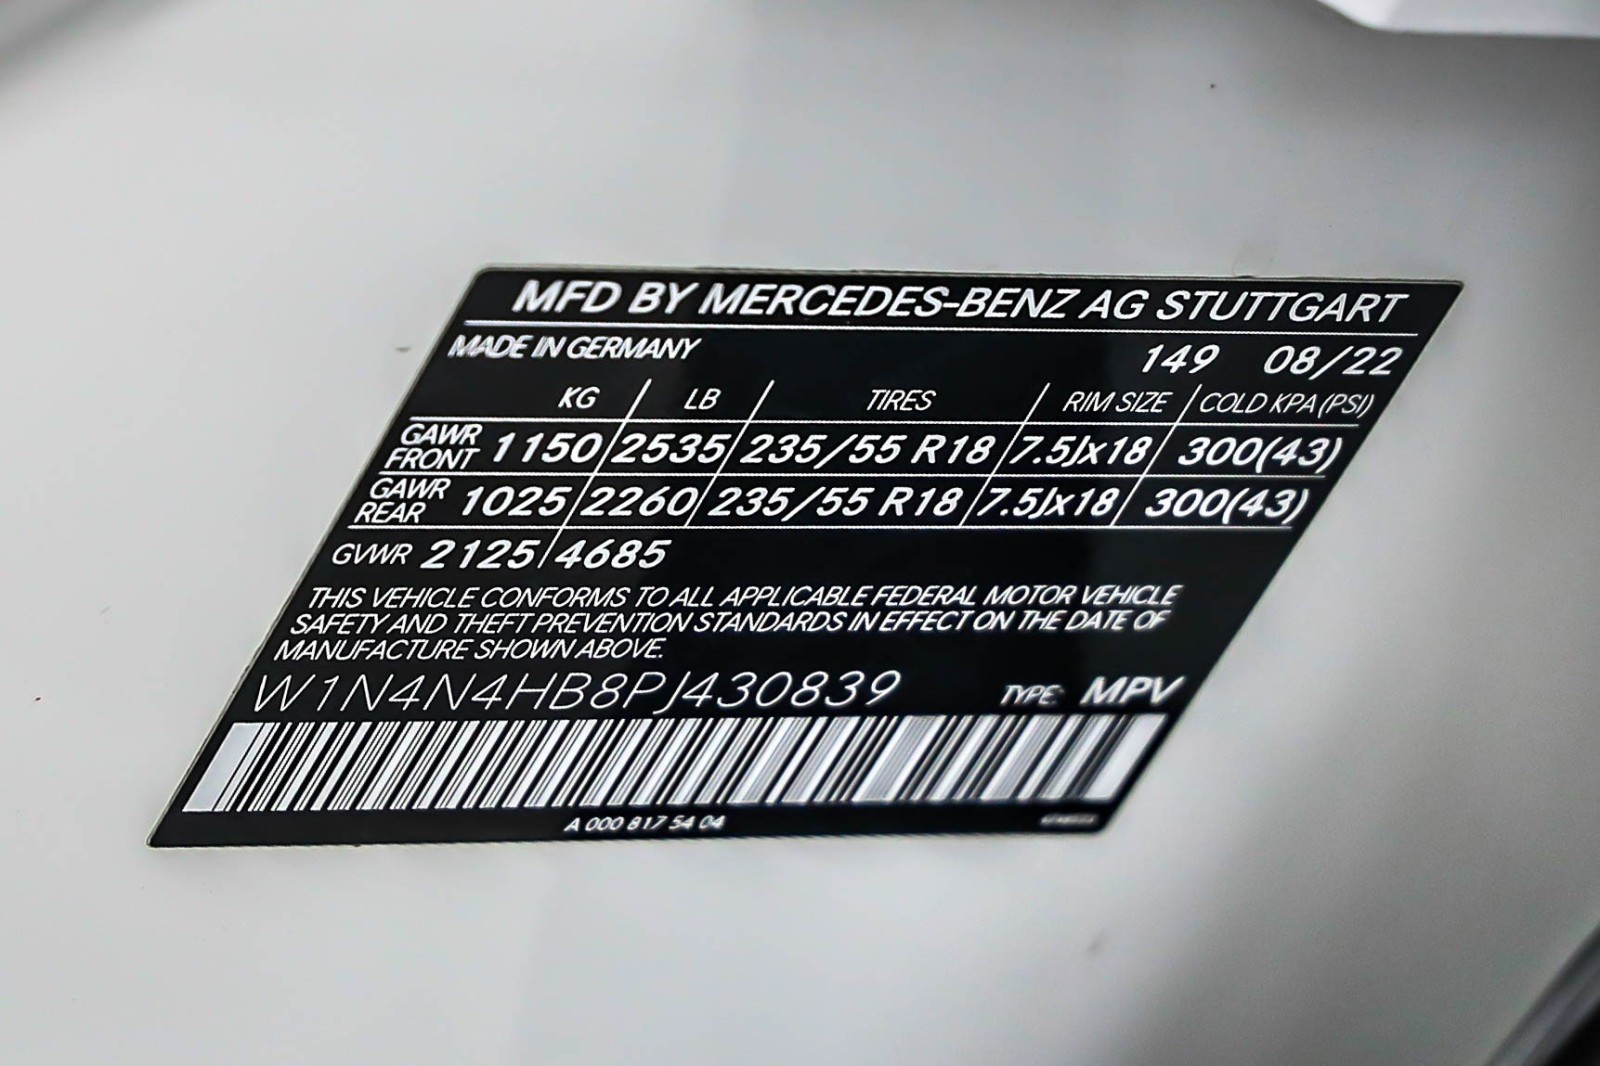 MFD BY MERCEDES-BENZ AG STUTTGART
MADE IN GERMANY 149 08/22
KG / LB / TIRES / RIM SIZE / COLD KPA (PSI)
GAWR FRONT 1150 / 2535 / 235/55 R18 / 7.5Jx18 / 300(43)
GAWR REAR 1025 / 2260 / 235/55 R18 / 7.5Jx18 / 300(43)
GVWR 2125 / 4685
THIS VEHICLE CONFORMS TO ALL APPLICABLE FEDERAL MOTOR VEHICLE
SAFETY AND THEFT PREVENTION STANDARDS IN EFFECT ON THE DATE OF
MANUFACTURE SHOWN ABOVE.
W1N4N4HB8PJ430839 TYPE: MPV
A 000 817 54 04